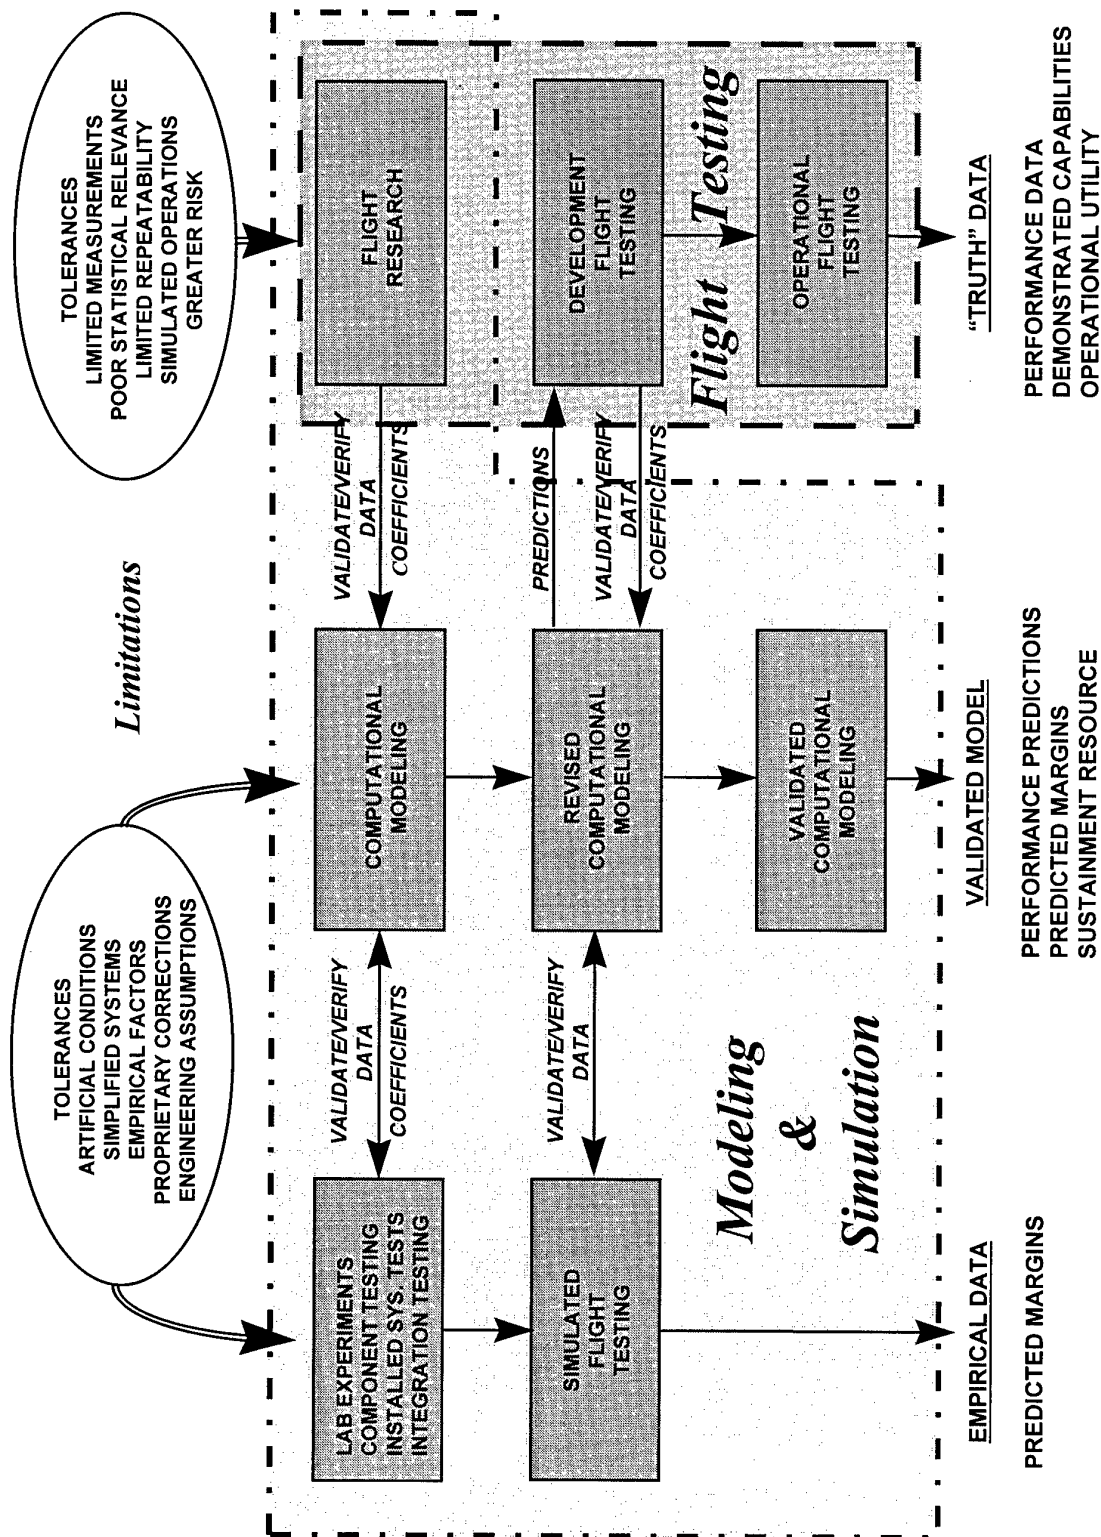 Limitations
TOLERANCES
ARTIFICIAL CONDITIONS
SIMPLIFIED SYSTEMS
EMPIRICAL FACTORS
PROPRIETARY CORRECTIONS
ENGINEERING ASSUMPTIONS
TOLERANCES
LIMITED MEASUREMENTS
POOR STATISTICAL RELEVANCE
LIMITED REPEATABILITY
SIMULATED OPERATIONS
GREATER RISK
LAB EXPERIMENTS
COMPONENT TESTING
INSTALLED SYS. TESTS
INTEGRATION TESTING
VALIDATE/VERIFY
DATA
COEFFICIENTS
COMPUTATIONAL
MODELING
VALIDATE/VERIFY
DATA
COEFFICIENTS
FLIGHT
RESEARCH
SIMULATED
FLIGHT
TESTING
VALIDATE/VERIFY
DATA
REVISED
COMPUTATIONAL
MODELING
PREDICTIONS
VALIDATE/VERIFY
DATA
COEFFICIENTS
DEVELOPMENT
FLIGHT
TESTING
Modeling
&
Simulation
VALIDATED
COMPUTATIONAL
MODELING
Flight Testing
OPERATIONAL
FLIGHT
TESTING
EMPIRICAL DATA
PREDICTED MARGINS
VALIDATED MODEL
PERFORMANCE PREDICTIONS
PREDICTED MARGINS
SUSTAINMENT RESOURCE
“TRUTH” DATA
PERFORMANCE DATA
DEMONSTRATED CAPABILITIES
OPERATIONAL UTILITY